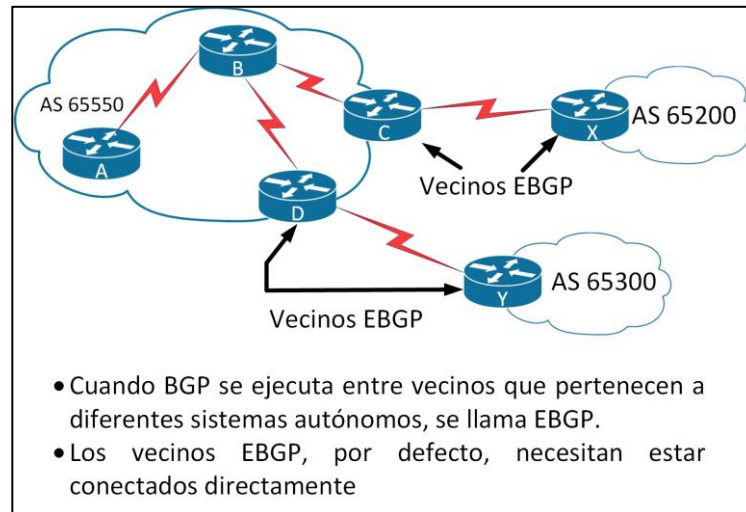 B
AS 65550
A
C
X
AS 65200
Vecinos EBGP
D
Y
AS 65300
Vecinos EBGP
• Cuando BGP se ejecuta entre vecinos que pertenecen a
diferentes sistemas autónomos, se llama EBGP.
• Los vecinos EBGP, por defecto, necesitan estar
conectados directamente